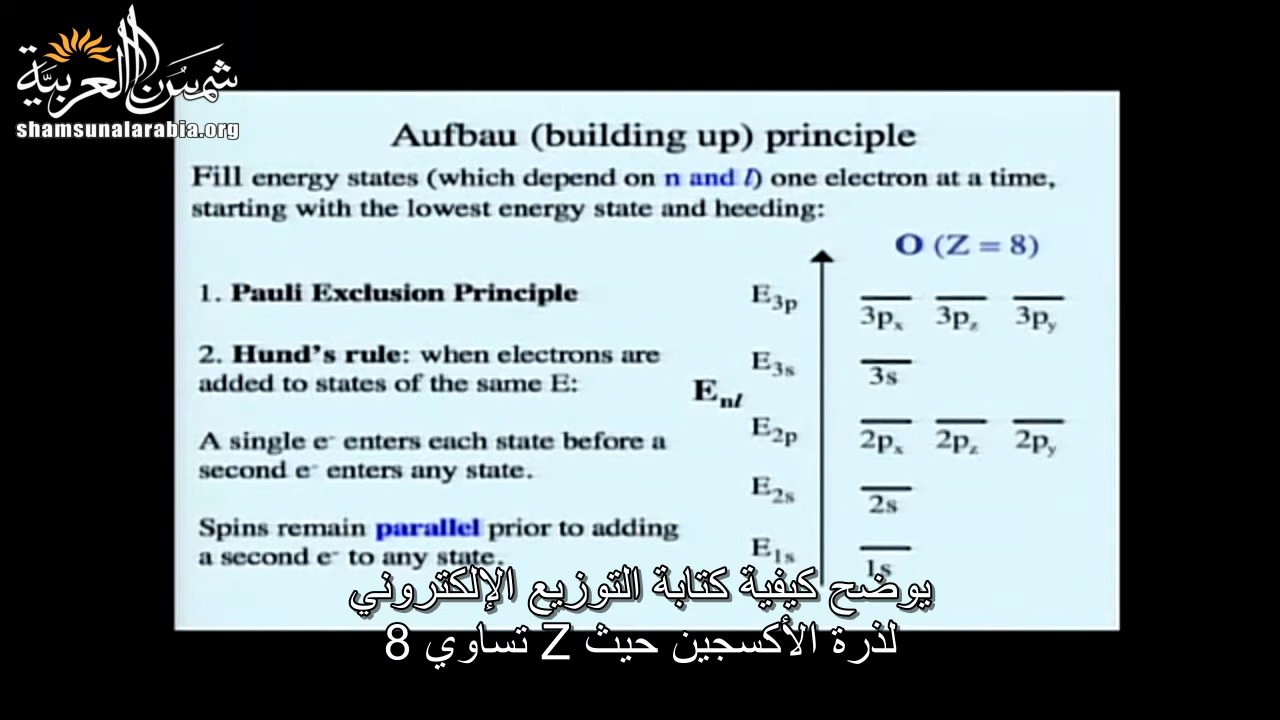 شمس العربية
shamsunalarabia.org
Aufbau (building up) principle
Fill energy states (which depend on n and l) one electron at a time,
starting with the lowest energy state and heeding:
O (Z = 8)
1. Pauli Exclusion Principle
2. Hund's rule: when electrons are
added to states of the same E:
A single e⁻ enters each state before a
second e⁻ enters any state.
Spins remain parallel prior to adding
a second e⁻ to any state.
Eₙₗ
E3p
3pₓ 3p_z 3p_y
E3s
3s
E2p
2pₓ 2p_z 2p_y
E2s
2s
E1s
1s
يوضح كيفية كتابة التوزيع الإلكتروني
لذرة الأكسجين حيث Z تساوي 8